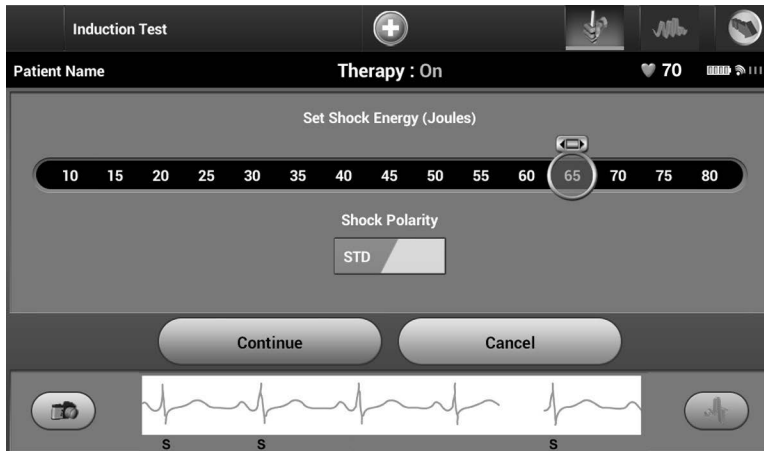 Induction Test
Patient Name Therapy : On 70
Set Shock Energy (Joules)
10 15 20 25 30 35 40 45 50 55 60 65 70 75 80
Shock Polarity
STD
Continue Cancel
S S S